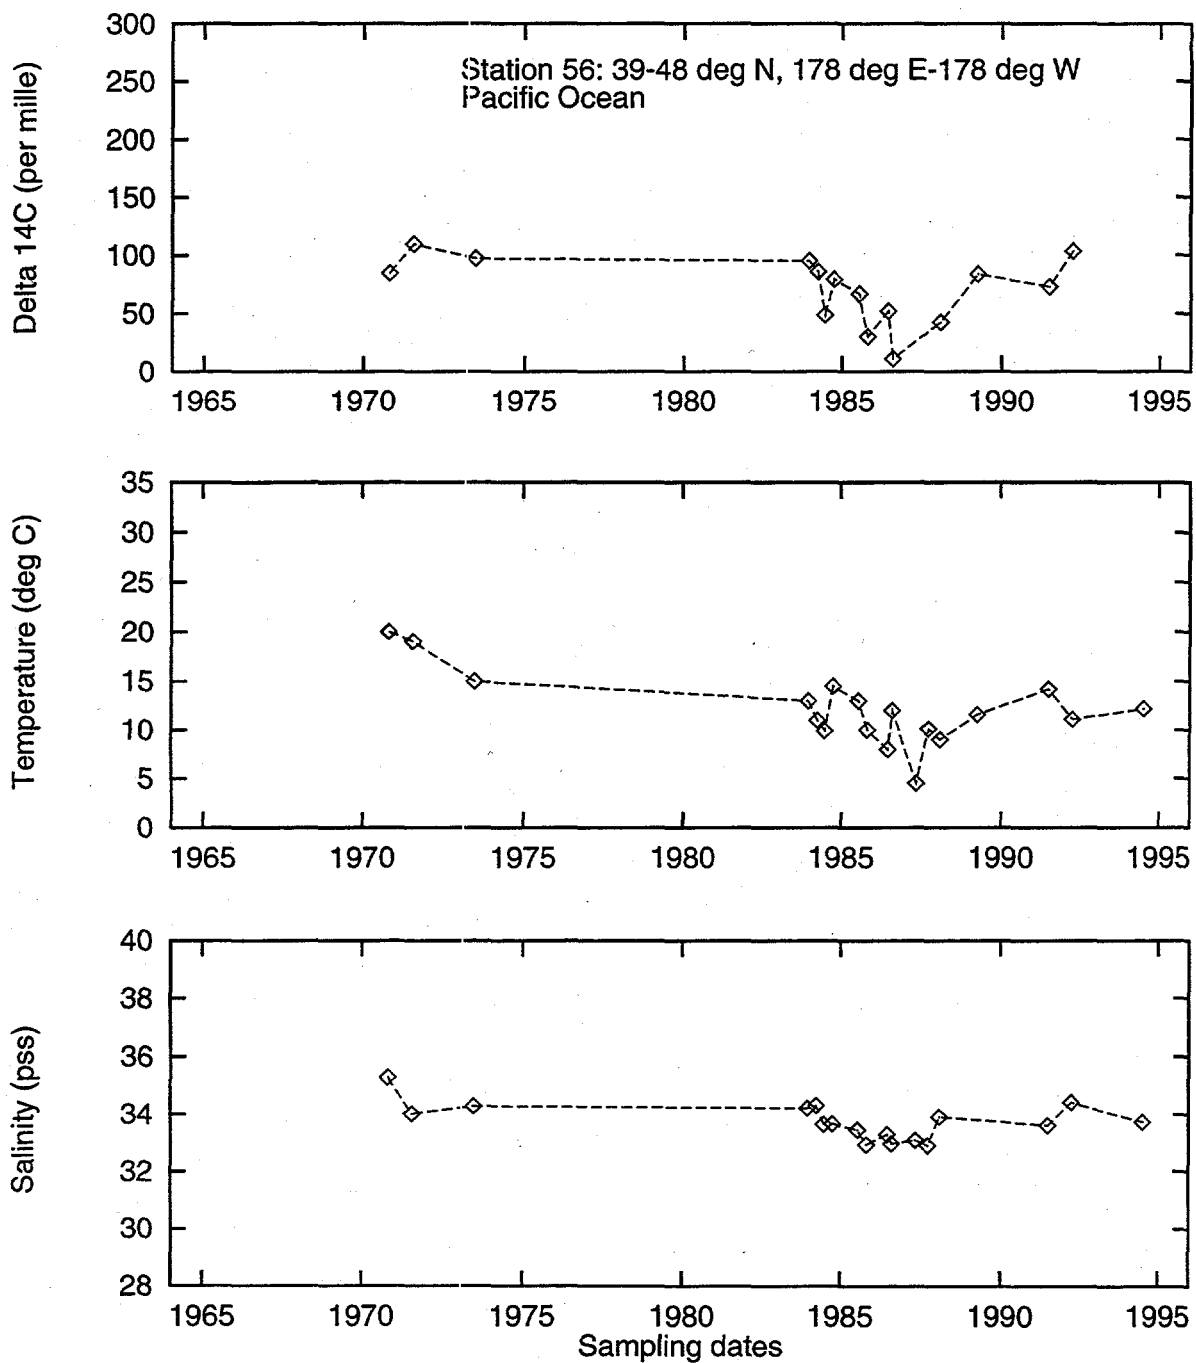 300
250
200
150
100
50
0
Delta 14C (per mille)
Station 56: 39-48 deg N, 178 deg E-178 deg W
Pacific Ocean
1965 1970 1975 1980 1985 1990 1995
35
30
25
20
15
10
5
0
Temperature (deg C)
1965 1970 1975 1980 1985 1990 1995
40
38
36
34
32
30
28
Salinity (pss)
1965 1970 1975 1980 1985 1990 1995
Sampling dates